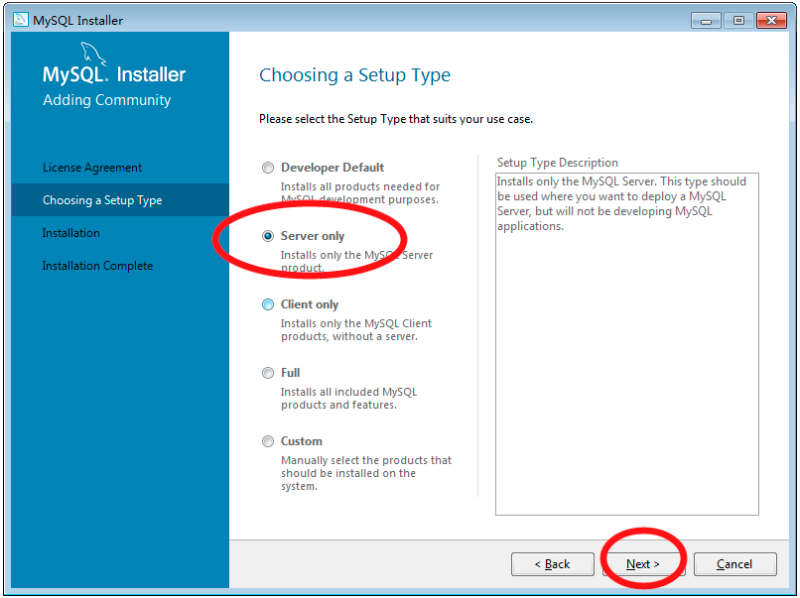 MySQL Installer
MySQL. Installer
Adding Community
License Agreement
Choosing a Setup Type
Installation
Installation Complete
Choosing a Setup Type
Please select the Setup Type that suits your use case.
Developer Default
Installs all products needed for
MySQL development purposes.
Server only
Installs only the MySQL Server
product.
Client only
Installs only the MySQL Client
products, without a server.
Full
Installs all included MySQL
products and features.
Custom
Manually select the products that
should be installed on the
system.
Setup Type Description
Installs only the MySQL Server. This type should
be used where you want to deploy a MySQL
Server, but will not be developing MySQL
applications.
< Back
Next >
Cancel